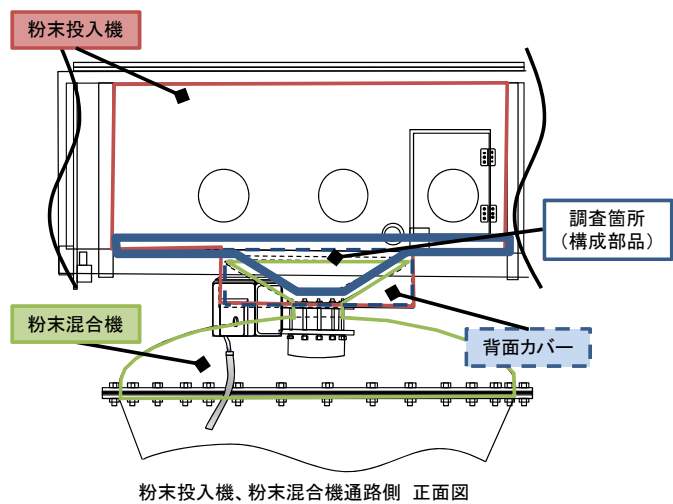 粉末投入機
調査箇所
（構成部品）
粉末混合機
背面カバー
粉末投入機、粉末混合機通路側 正面図